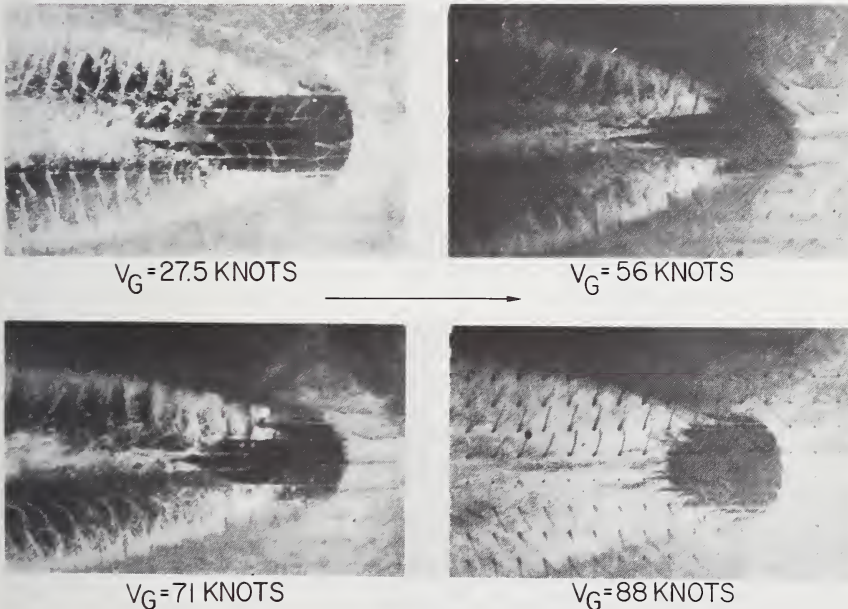 V_G = 27.5 KNOTS
V_G = 56 KNOTS
V_G = 71 KNOTS
V_G = 88 KNOTS